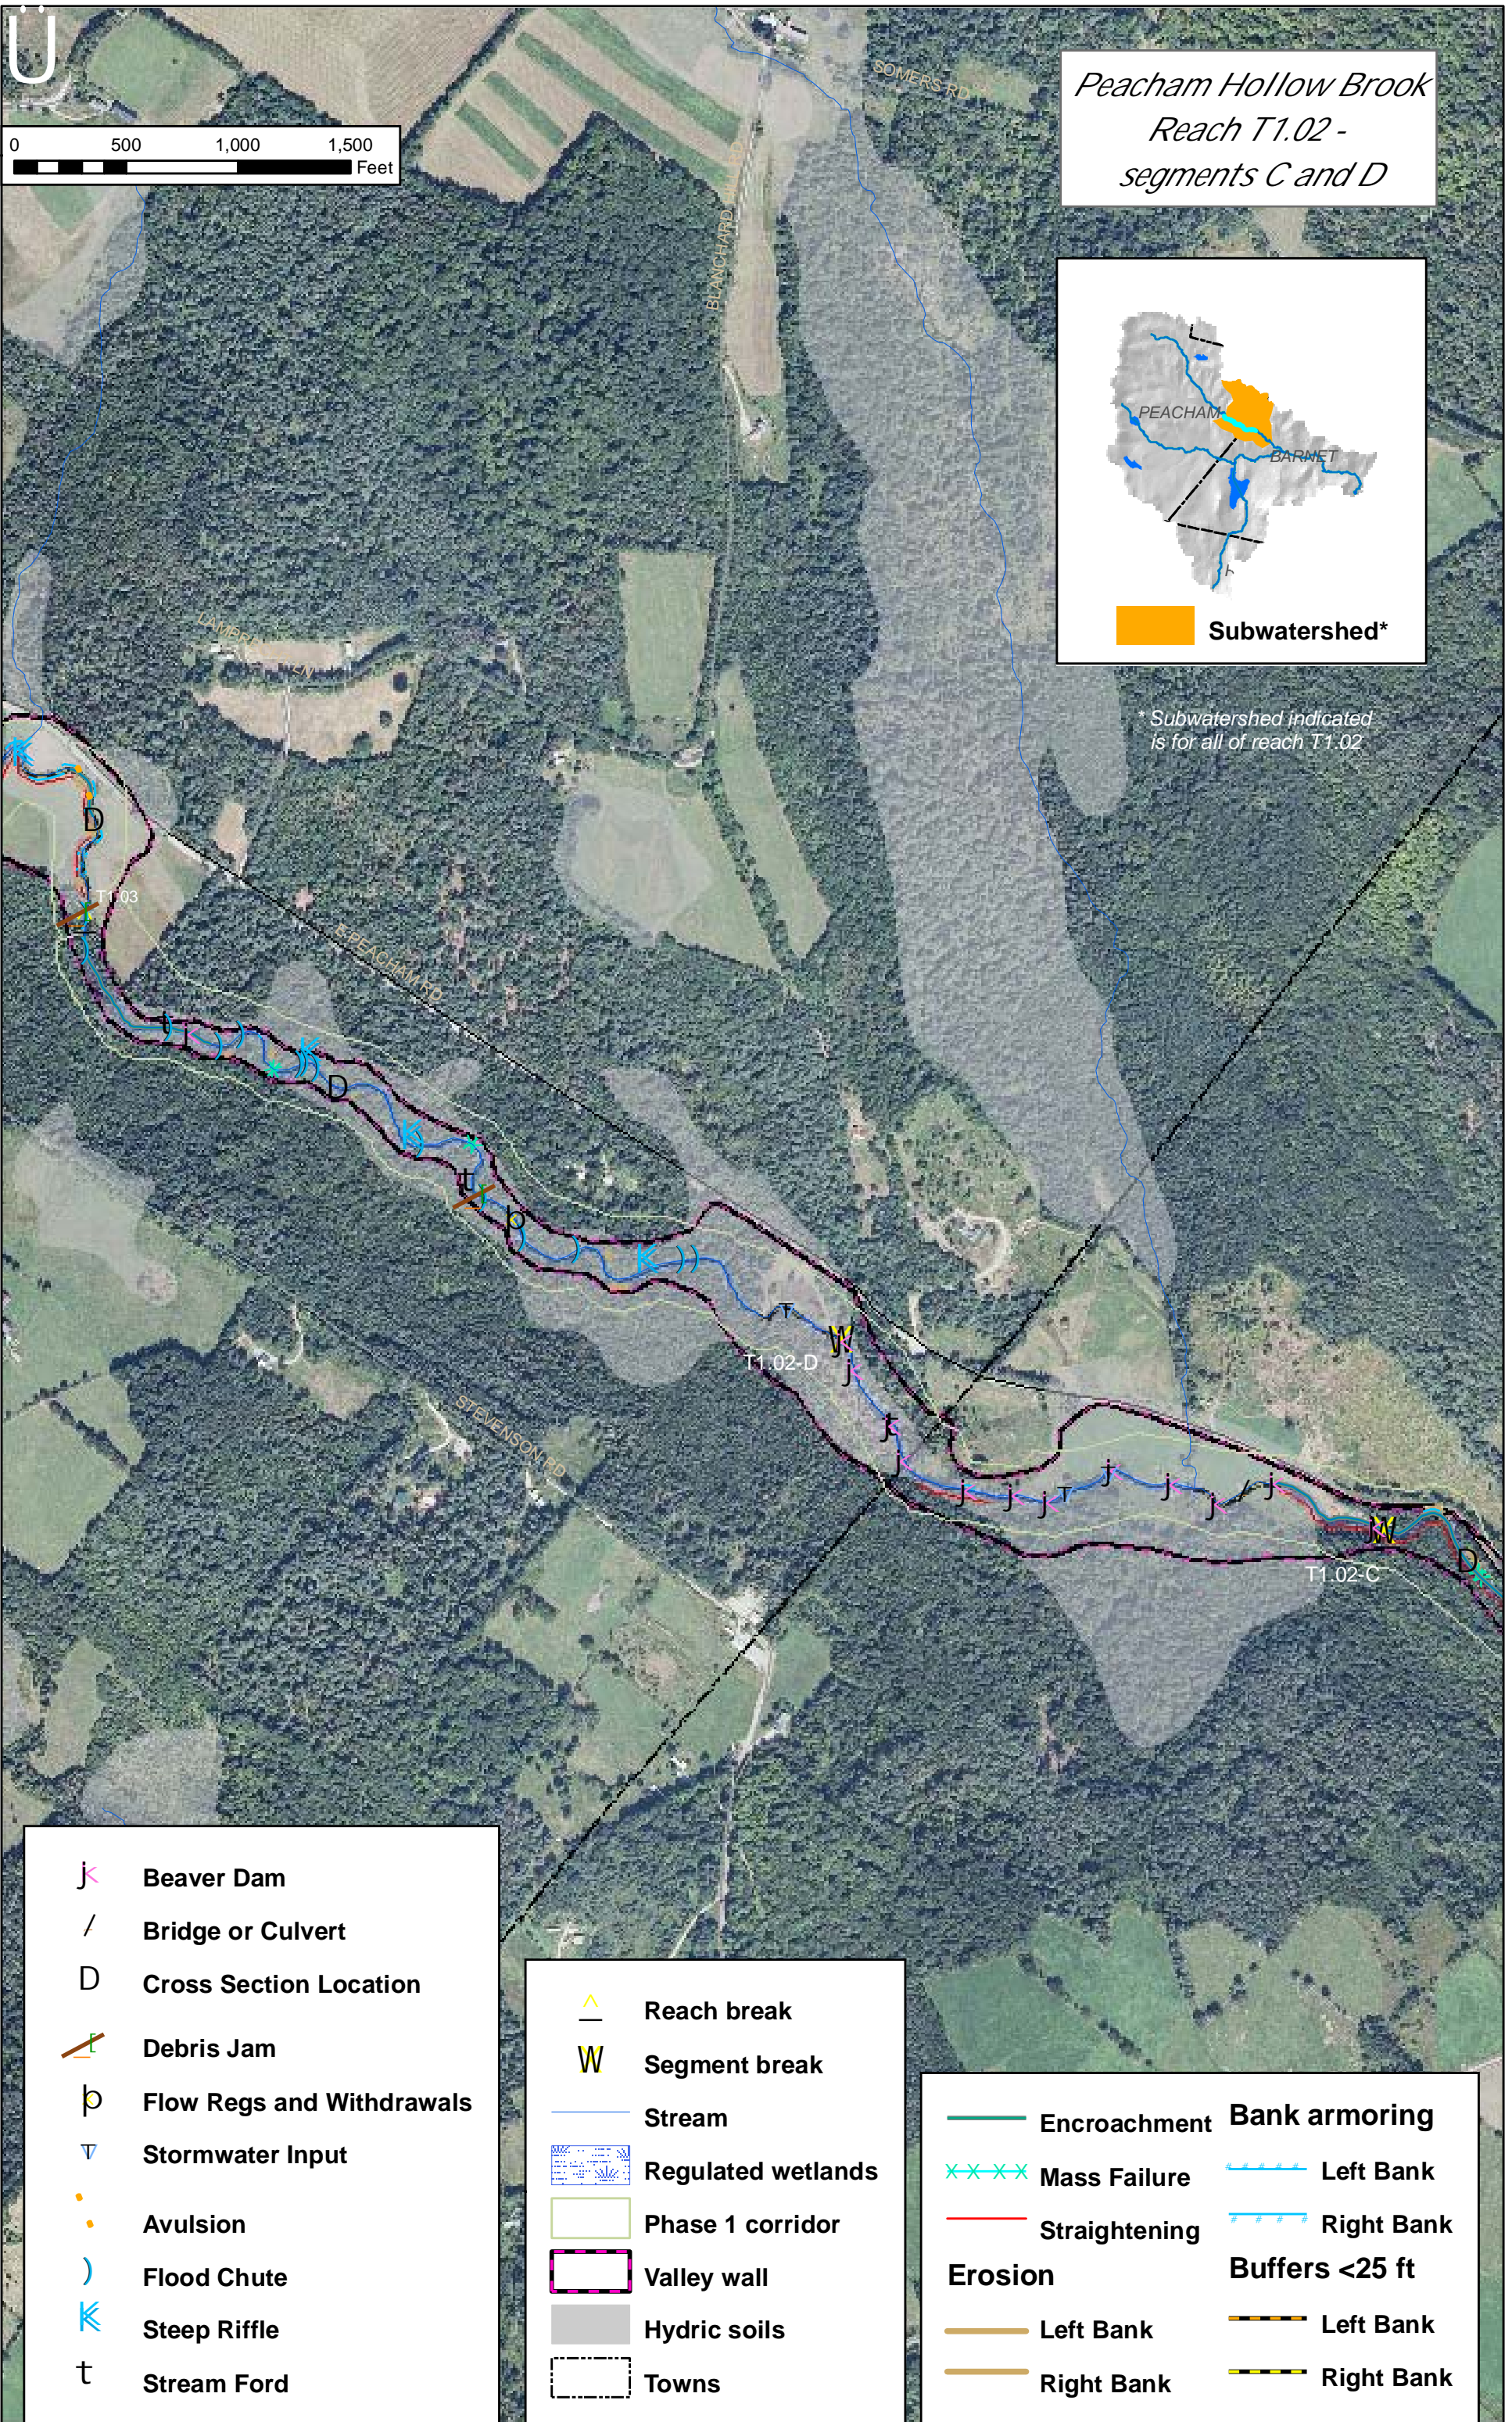 Ü
0 500 1,000 1,500
Feet
Peacham Hollow Brook
Reach T1.02 -
segments C and D
SOMERS RD
PEACHAM
BARNET
Subwatershed*
* Subwatershed indicated
is for all of reach T1.02
D
T1.03
E PEACHAM RD
t
j
K
D
K
t
þ
K
T
W
T1.02-D
j
t
j
STEVENSON RD
j j j T j j j / j
W
D
T1.02-C
j Beaver Dam
/ Bridge or Culvert
D Cross Section Location
[ Debris Jam
þ Flow Regs and Withdrawals
T Stormwater Input
Avulsion
) Flood Chute
K Steep Riffle
t Stream Ford
^ Reach break
W Segment break
Stream
Regulated wetlands
Phase 1 corridor
Valley wall
Hydric soils
Towns
Encroachment
X X X X Mass Failure
Straightening
Erosion
Left Bank
Right Bank
Bank armoring
# # # # # Left Bank
# # # # # Right Bank
Buffers <25 ft
Left Bank
Right Bank